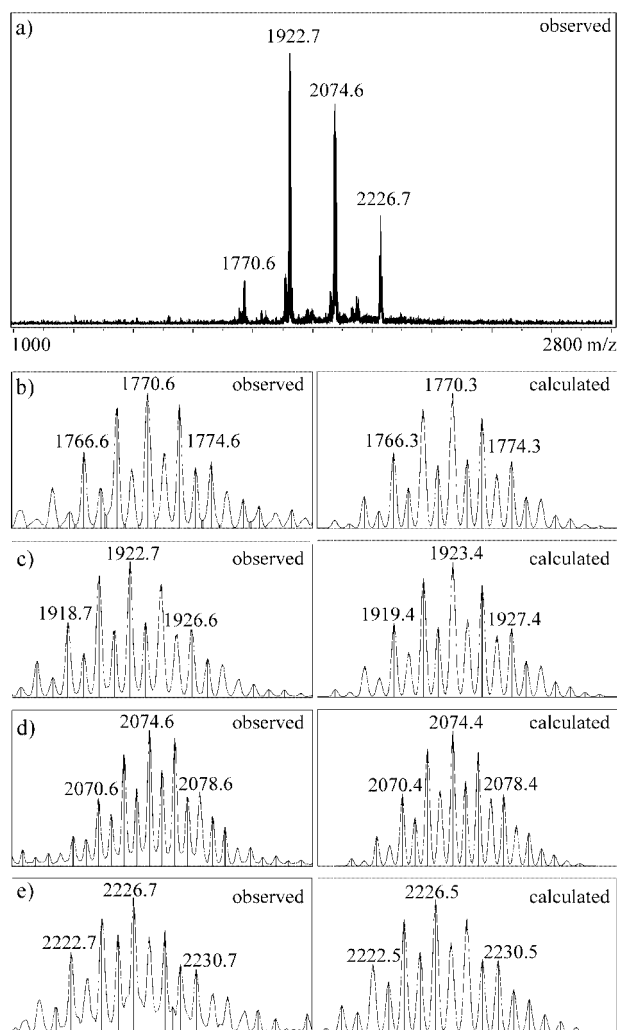 a)
observed
1922.7
2074.6
2226.7
1770.6
1000
2800 m/z
b)
1770.6
observed
1766.6
1774.6
1770.3
calculated
1766.3
1774.3
c)
1922.7
observed
1918.7
1926.6
1923.4
calculated
1919.4
1927.4
d)
2074.6
observed
2070.6
2078.6
2074.4
calculated
2070.4
2078.4
e)
2226.7
observed
2222.7
2230.7
2226.5
calculated
2222.5
2230.5